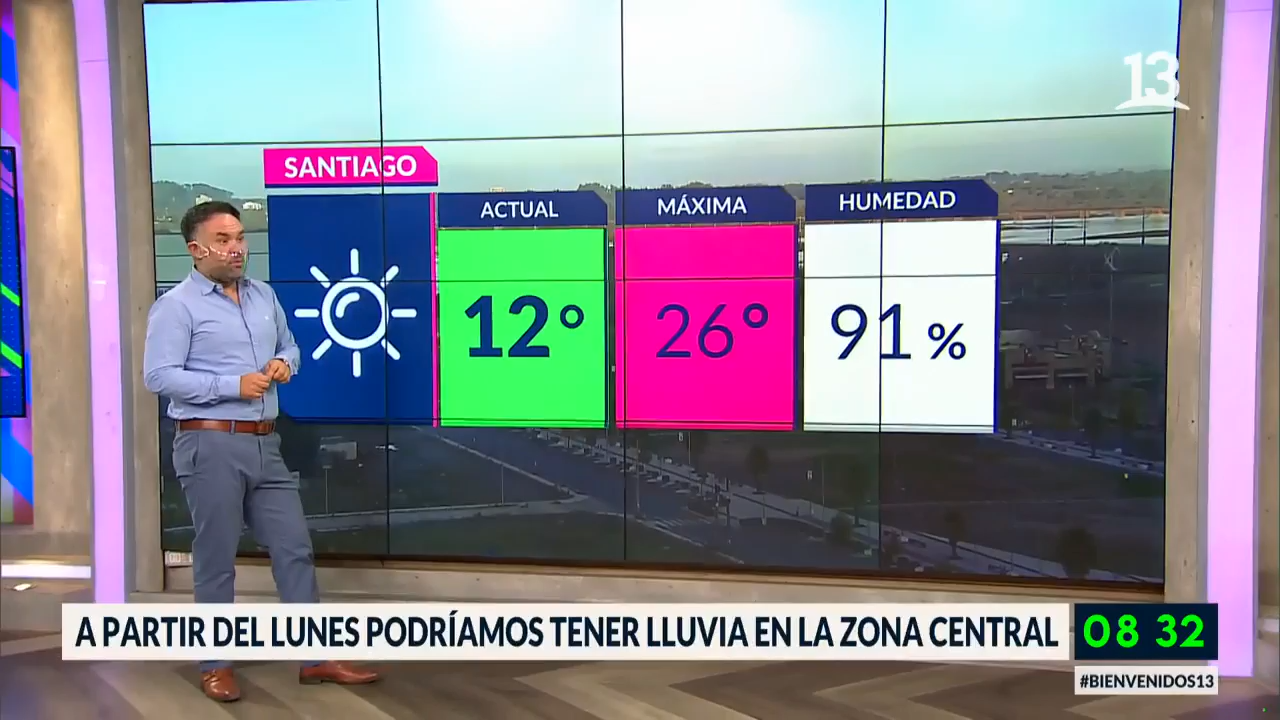 13
SANTIAGO
ACTUAL
MÁXIMA
HUMEDAD
12°
26°
91 %
A PARTIR DEL LUNES PODRÍAMOS TENER LLUVIA EN LA ZONA CENTRAL
08 32
#BIENVENIDOS13